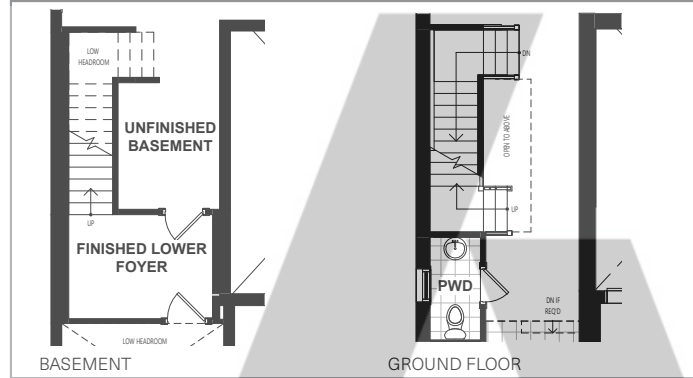 LOW
HEADROOM
UNFINISHED
BASEMENT
UP
FINISHED LOWER
FOYER
LOW HEADROOM
BASEMENT
DN
OPEN TO ABOVE
UP
PWD
DN IF
REQ'D
GROUND FLOOR